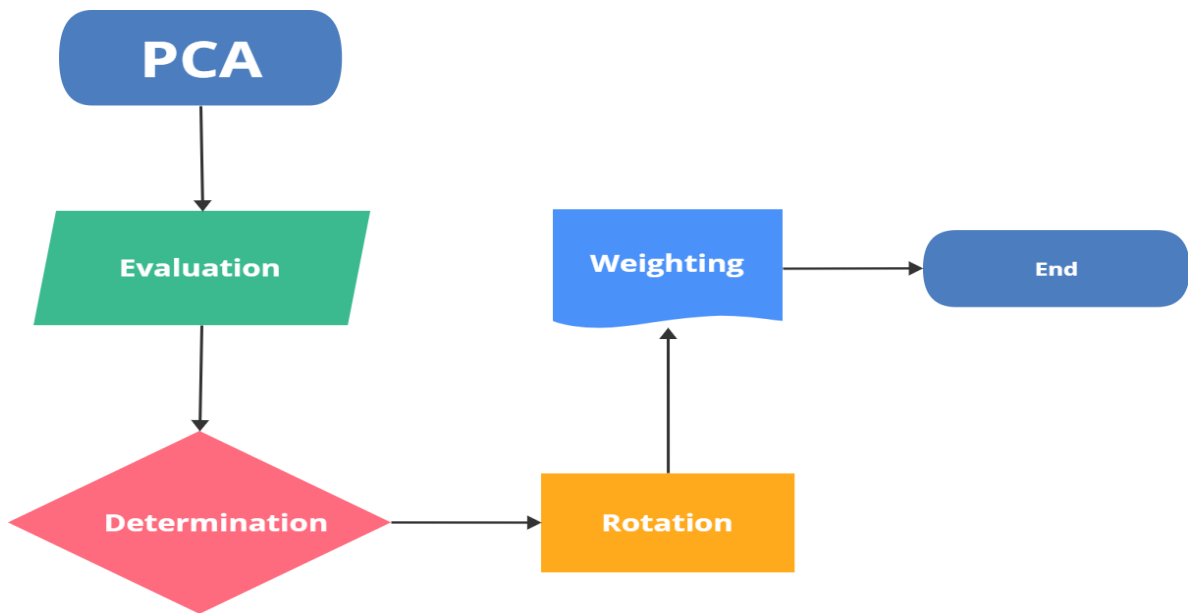 PCA
Evaluation
Determination
Rotation
Weighting
End